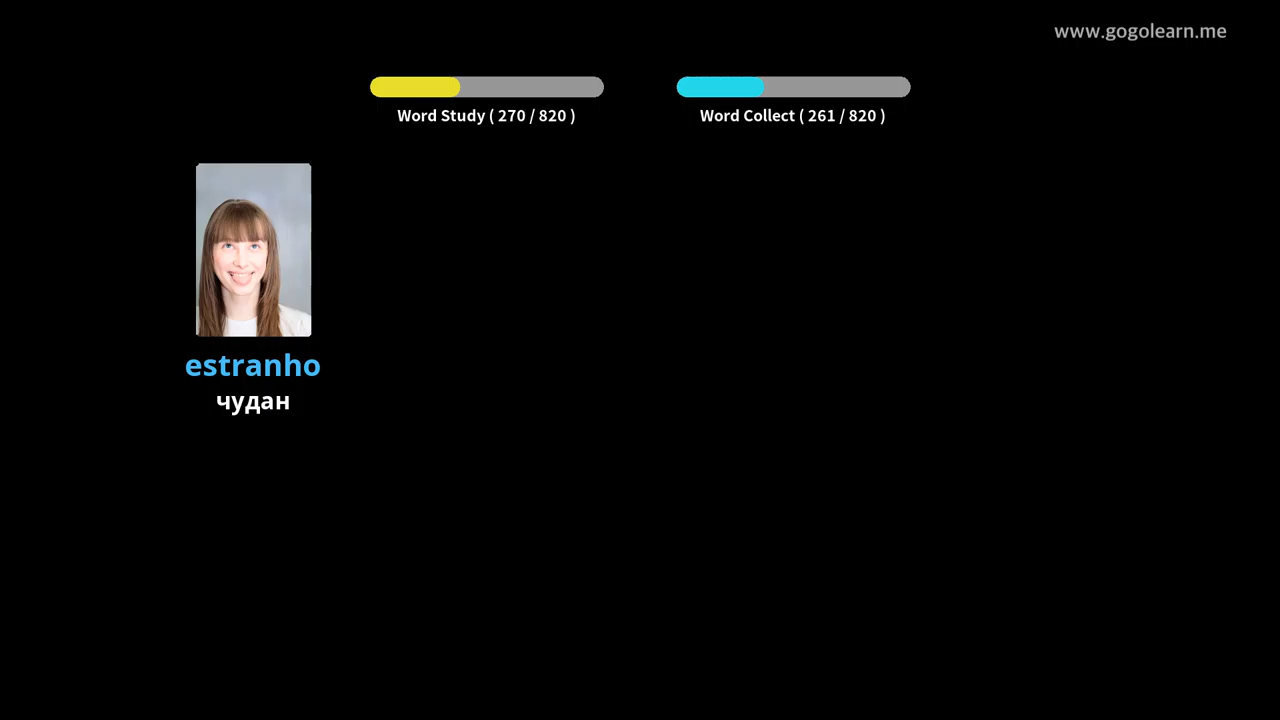 www.gogolearn.me
Word Study ( 270 / 820 )
Word Collect ( 261 / 820 )
estranho
чудан